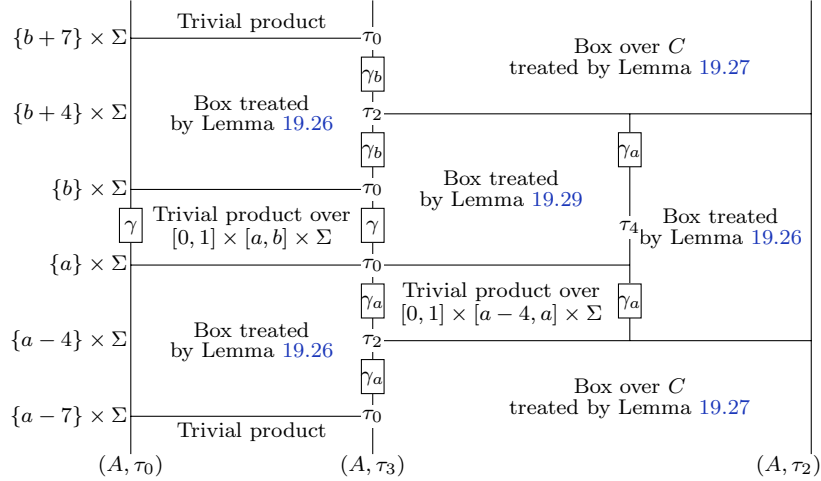 Trivial product
{b + 7} × Σ
τ0
Box over C
treated by Lemma 19.27
γb
Box treated
by Lemma 19.26
{b + 4} × Σ
τ2
γa
γb
Box treated
by Lemma 19.29
{b} × Σ
τ0
γ
Trivial product over
[0, 1] × [a, b] × Σ
γ
τ4
Box treated
by Lemma 19.26
{a} × Σ
τ0
γa
Trivial product over
[0, 1] × [a − 4, a] × Σ
γa
Box treated
by Lemma 19.26
{a − 4} × Σ
τ2
γa
Box over C
treated by Lemma 19.27
{a − 7} × Σ
τ0
Trivial product
(A, τ0)
(A, τ3)
(A, τ2)